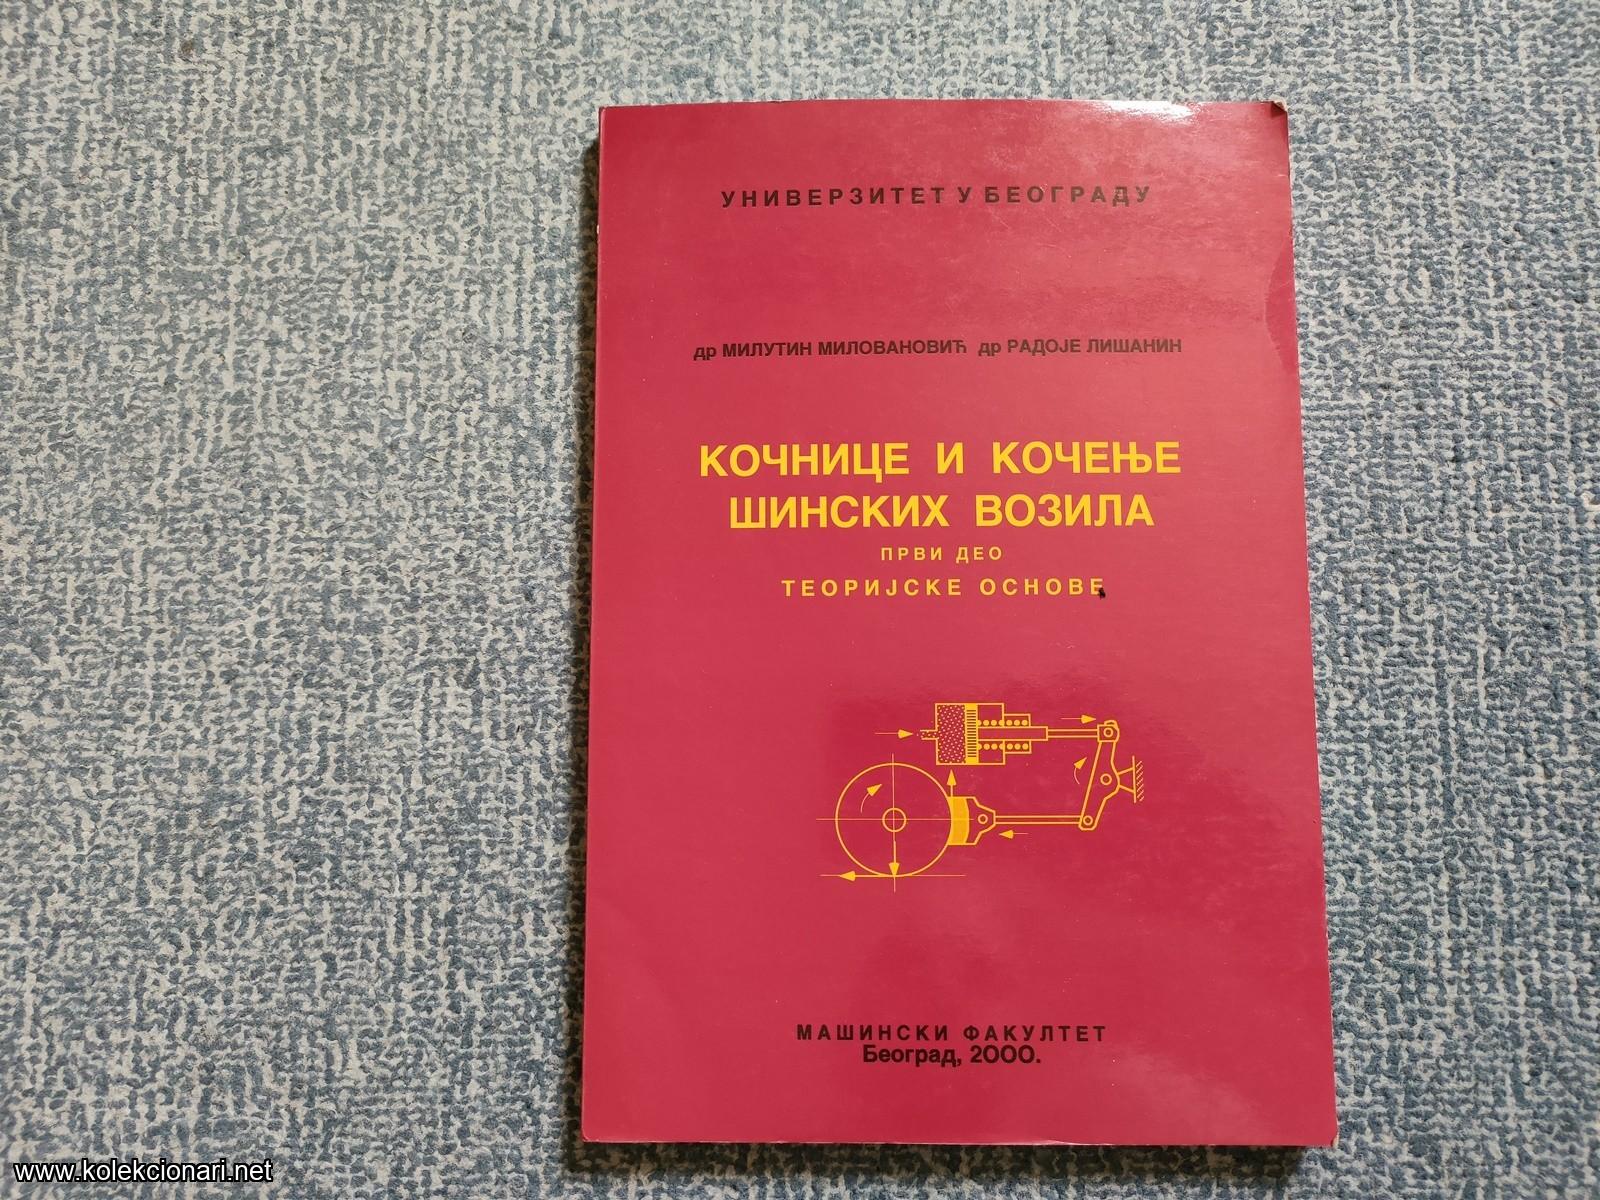 УНИВЕРЗИТЕТ У БЕОГРАДУ
др МИЛУТИН МИЛОВАНОВИЋ др РАДОЈЕ ЛИШАНИН
КОЧНИЦЕ И КОЧЕЊЕ
ШИНСКИХ ВОЗИЛА
ПРВИ ДЕО
ТЕОРИЈСКЕ ОСНОВЕ
МАШИНСКИ ФАКУЛТЕТ
Београд, 2000.
www.kolekcionari.net